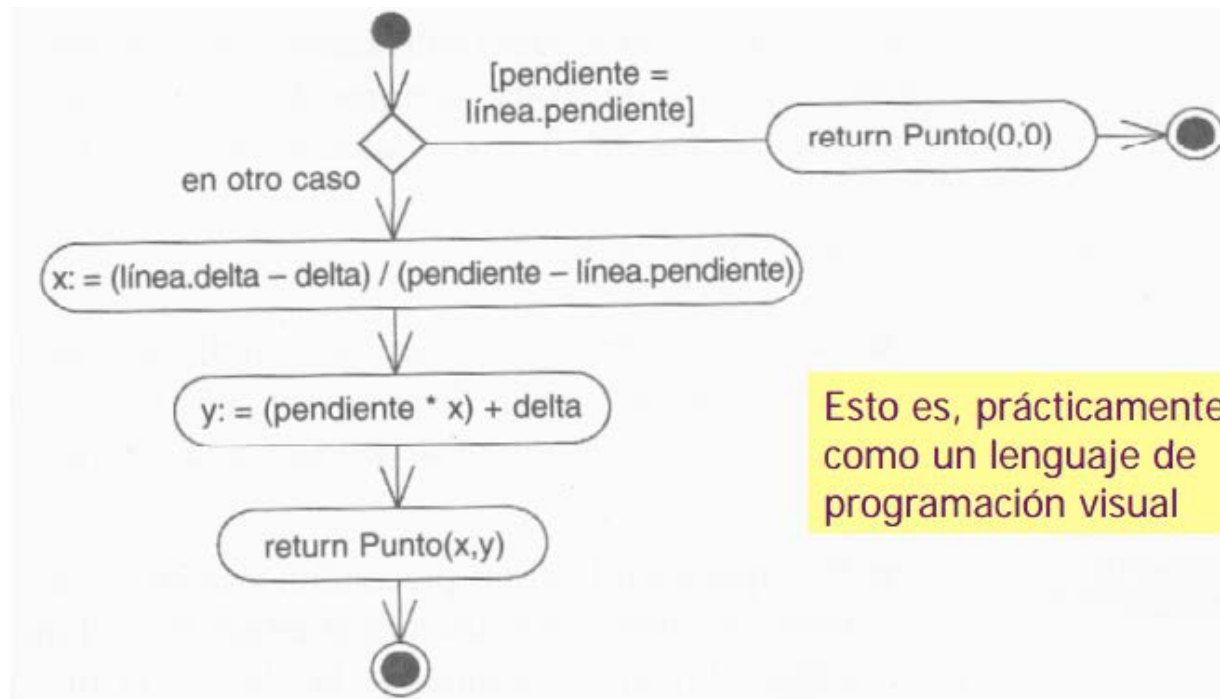 [pendiente =
línea.pendiente]
return Punto(0,0)
en otro caso
x: = (línea.delta – delta) / (pendiente – línea.pendiente)
y: = (pendiente * x) + delta
Esto es, prácticamente
como un lenguaje de
programación visual
return Punto(x,y)